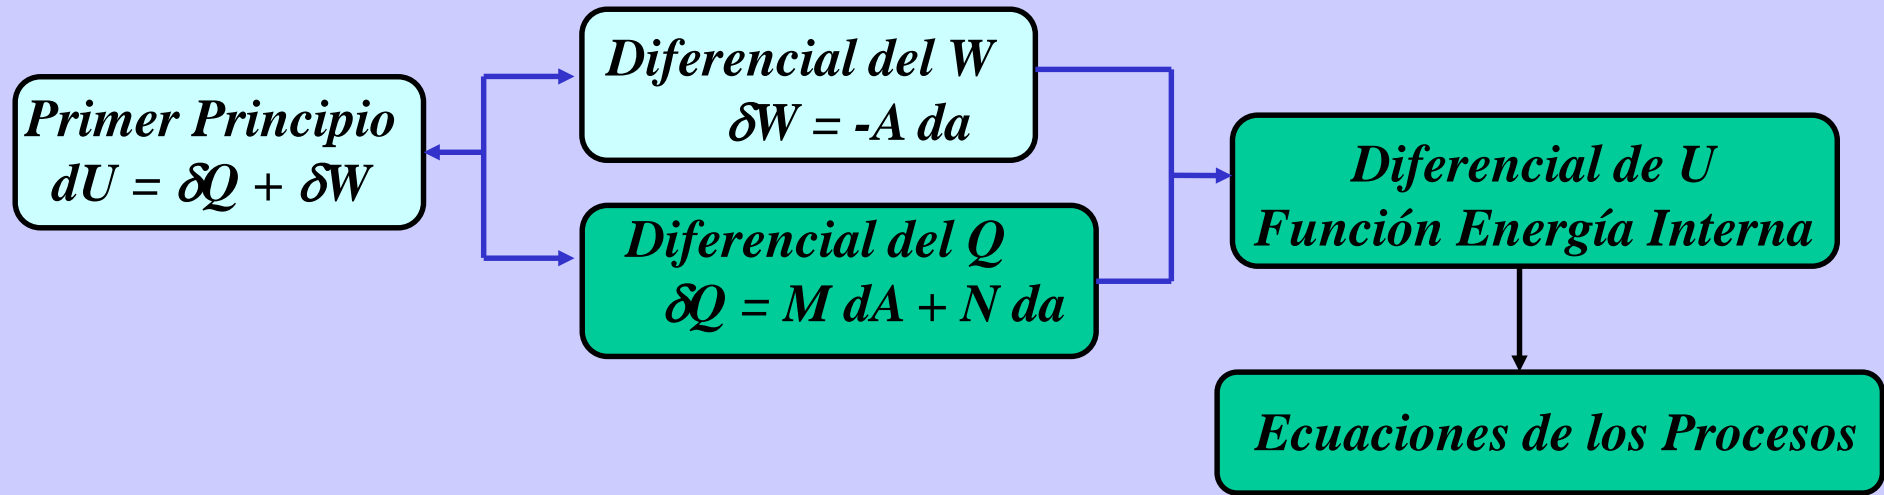 Primer Principio
dU = δQ + δW
Diferencial del W
δW = -A da
Diferencial del Q
δQ = M dA + N da
Diferencial de U
Función Energía Interna
Ecuaciones de los Procesos